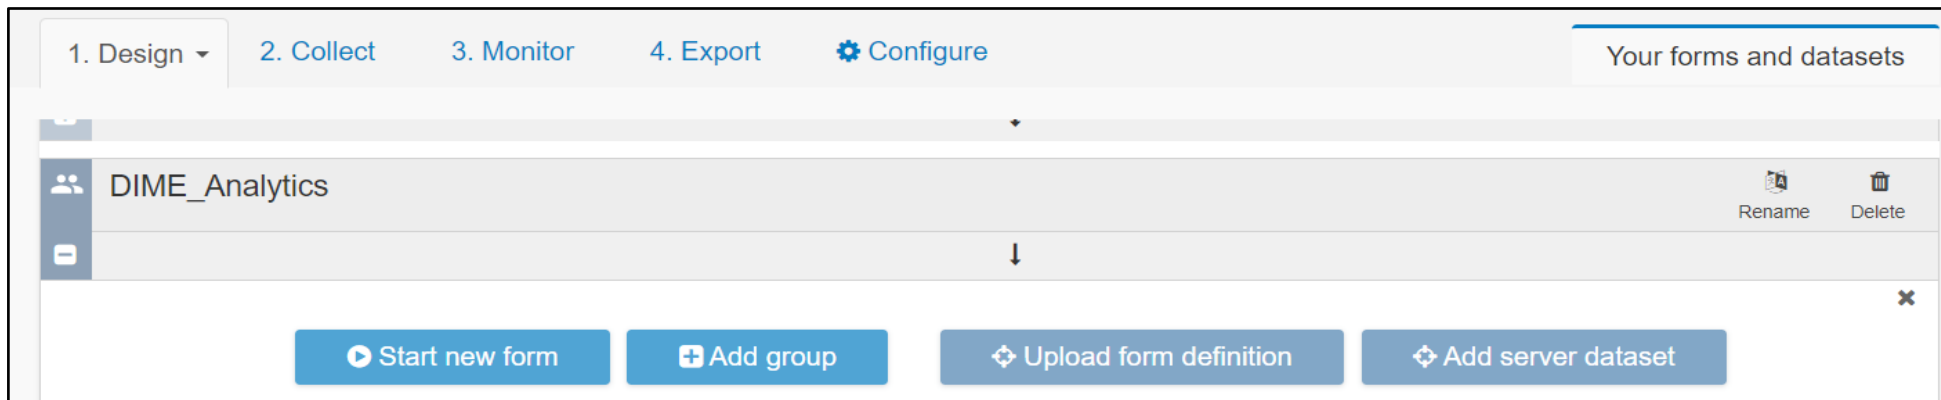 1. Design 2. Collect 3. Monitor 4. Export Configure Your forms and datasets
DIME_Analytics
Rename Delete
Start new form Add group Upload form definition Add server dataset